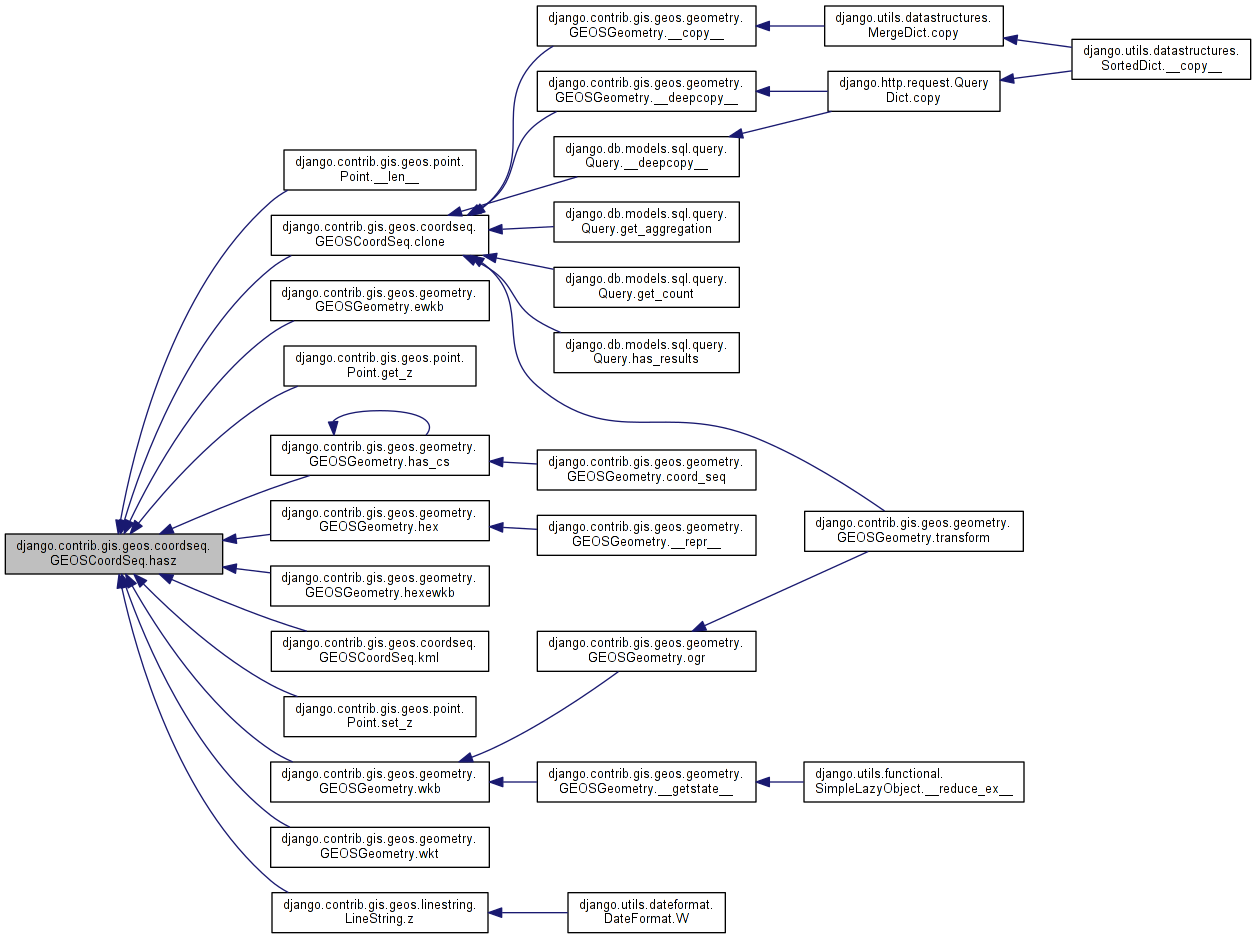 django.contrib.gis.geos.coordseq.
GEOSCoordSeq.hasz
django.contrib.gis.geos.point.
Point.__len__
django.contrib.gis.geos.coordseq.
GEOSCoordSeq.clone
django.contrib.gis.geos.geometry.
GEOSGeometry.ewkb
django.contrib.gis.geos.point.
Point.get_z
django.contrib.gis.geos.geometry.
GEOSGeometry.has_cs
django.contrib.gis.geos.geometry.
GEOSGeometry.hex
django.contrib.gis.geos.geometry.
GEOSGeometry.hexewkb
django.contrib.gis.geos.coordseq.
GEOSCoordSeq.kml
django.contrib.gis.geos.point.
Point.set_z
django.contrib.gis.geos.geometry.
GEOSGeometry.wkb
django.contrib.gis.geos.geometry.
GEOSGeometry.wkt
django.contrib.gis.geos.linestring.
LineString.z
django.contrib.gis.geos.geometry.
GEOSGeometry.__copy__
django.contrib.gis.geos.geometry.
GEOSGeometry.__deepcopy__
django.db.models.sql.query.
Query.__deepcopy__
django.db.models.sql.query.
Query.get_aggregation
django.db.models.sql.query.
Query.get_count
django.db.models.sql.query.
Query.has_results
django.contrib.gis.geos.geometry.
GEOSGeometry.coord_seq
django.contrib.gis.geos.geometry.
GEOSGeometry.__repr__
django.contrib.gis.geos.geometry.
GEOSGeometry.ogr
django.contrib.gis.geos.geometry.
GEOSGeometry.__getstate__
django.utils.dateformat.
DateFormat.W
django.utils.datastructures.
MergeDict.copy
django.http.request.Query
Dict.copy
django.contrib.gis.geos.geometry.
GEOSGeometry.transform
django.utils.functional.
SimpleLazyObject.__reduce_ex__
django.utils.datastructures.
SortedDict.__copy__